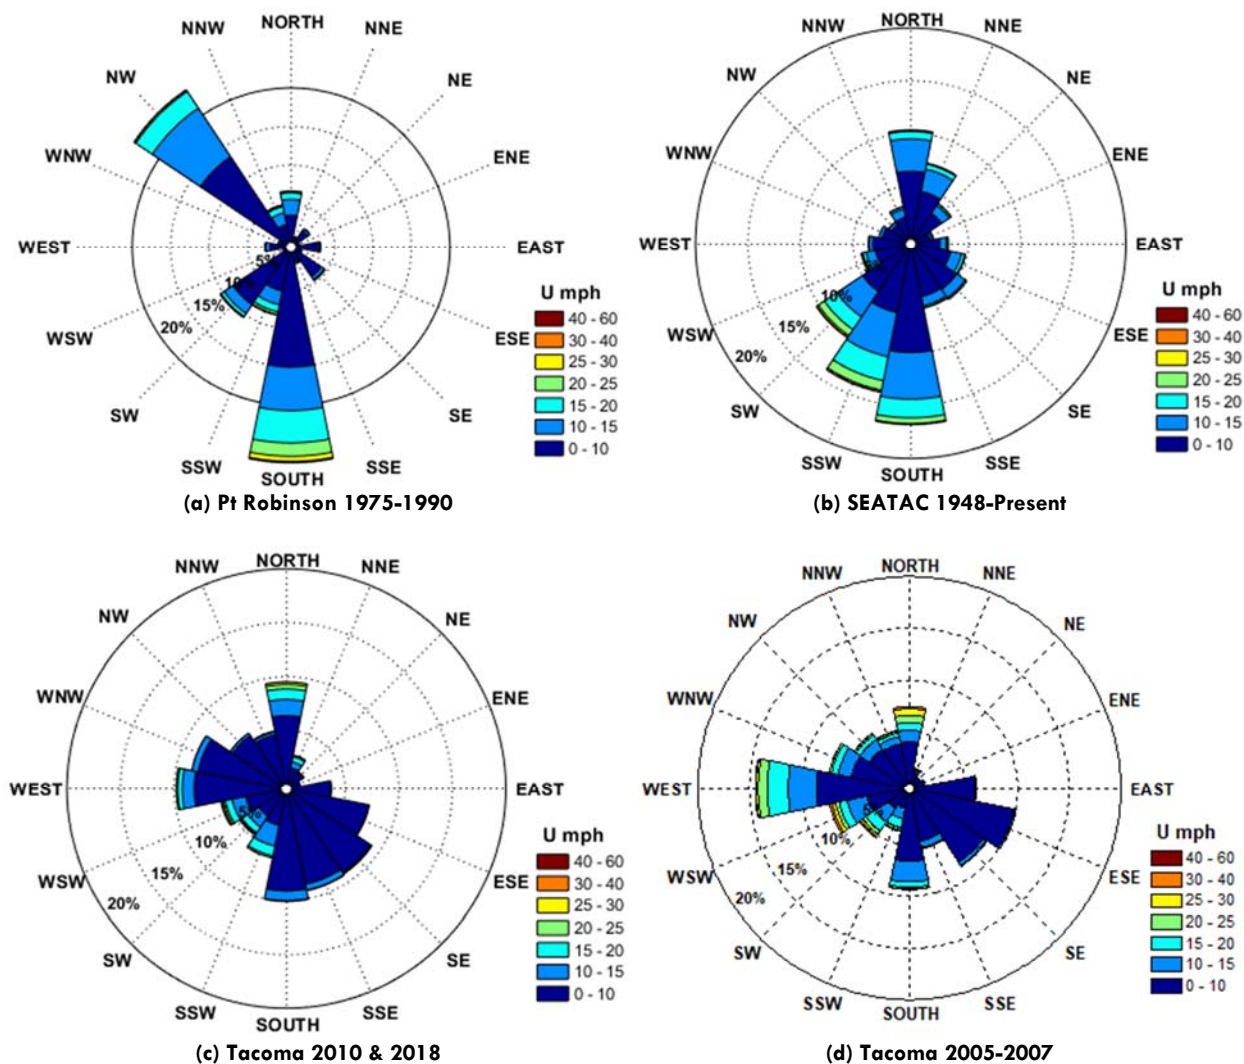 NORTH
NNW
NNE
NW
NE
WNW
ENE
WEST
EAST
5%
10%
15%
20%
WSW
ESE
SW
SE
SSW
SSE
SOUTH
U mph
40 - 60
30 - 40
25 - 30
20 - 25
15 - 20
10 - 15
0 - 10
(a) Pt Robinson 1975-1990
NORTH
NNW
NNE
NW
NE
WNW
ENE
WEST
EAST
10%
15%
20%
WSW
ESE
SW
SE
SSW
SSE
SOUTH
U mph
40 - 60
30 - 40
25 - 30
20 - 25
15 - 20
10 - 15
0 - 10
(b) SEATAC 1948-Present
NORTH
NNW
NNE
NW
NE
WNW
ENE
WEST
EAST
5%
10%
15%
20%
WSW
ESE
SW
SE
SSW
SSE
SOUTH
U mph
40 - 60
30 - 40
25 - 30
20 - 25
15 - 20
10 - 15
0 - 10
(c) Tacoma 2010 & 2018
NORTH
NNW
NNE
NW
NE
WNW
ENE
WEST
EAST
10%
15%
20%
WSW
ESE
SW
SE
SSW
SSE
SOUTH
U mph
40 - 60
30 - 40
25 - 30
20 - 25
15 - 20
10 - 15
0 - 10
(d) Tacoma 2005-2007